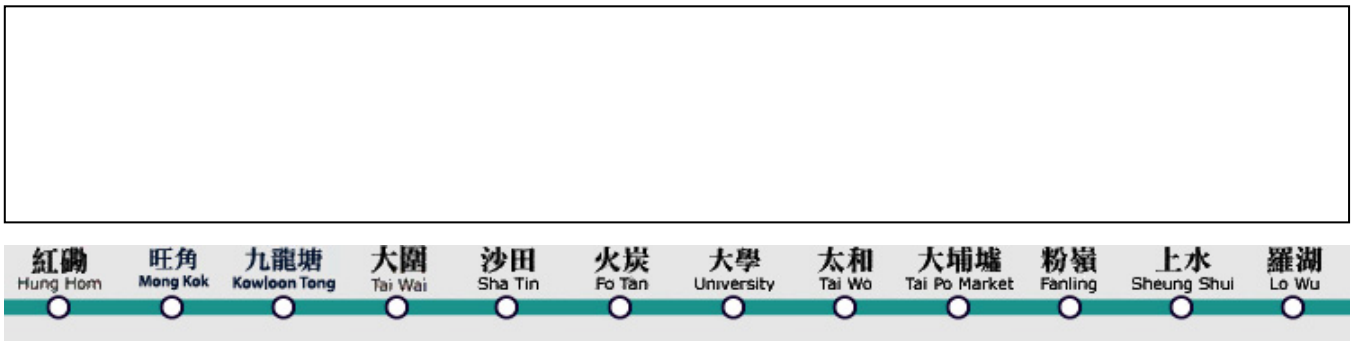 紅磡 旺角 九龍塘 大圍 沙田 火炭 大學 太和 大埔墟 粉嶺 上水 羅湖
Hung Hom Mong Kok Kowloon Tong Tai Wai Sha Tin Fo Tan University Tai Wo Tai Po Market Fanling Sheung Shui Lo Wu